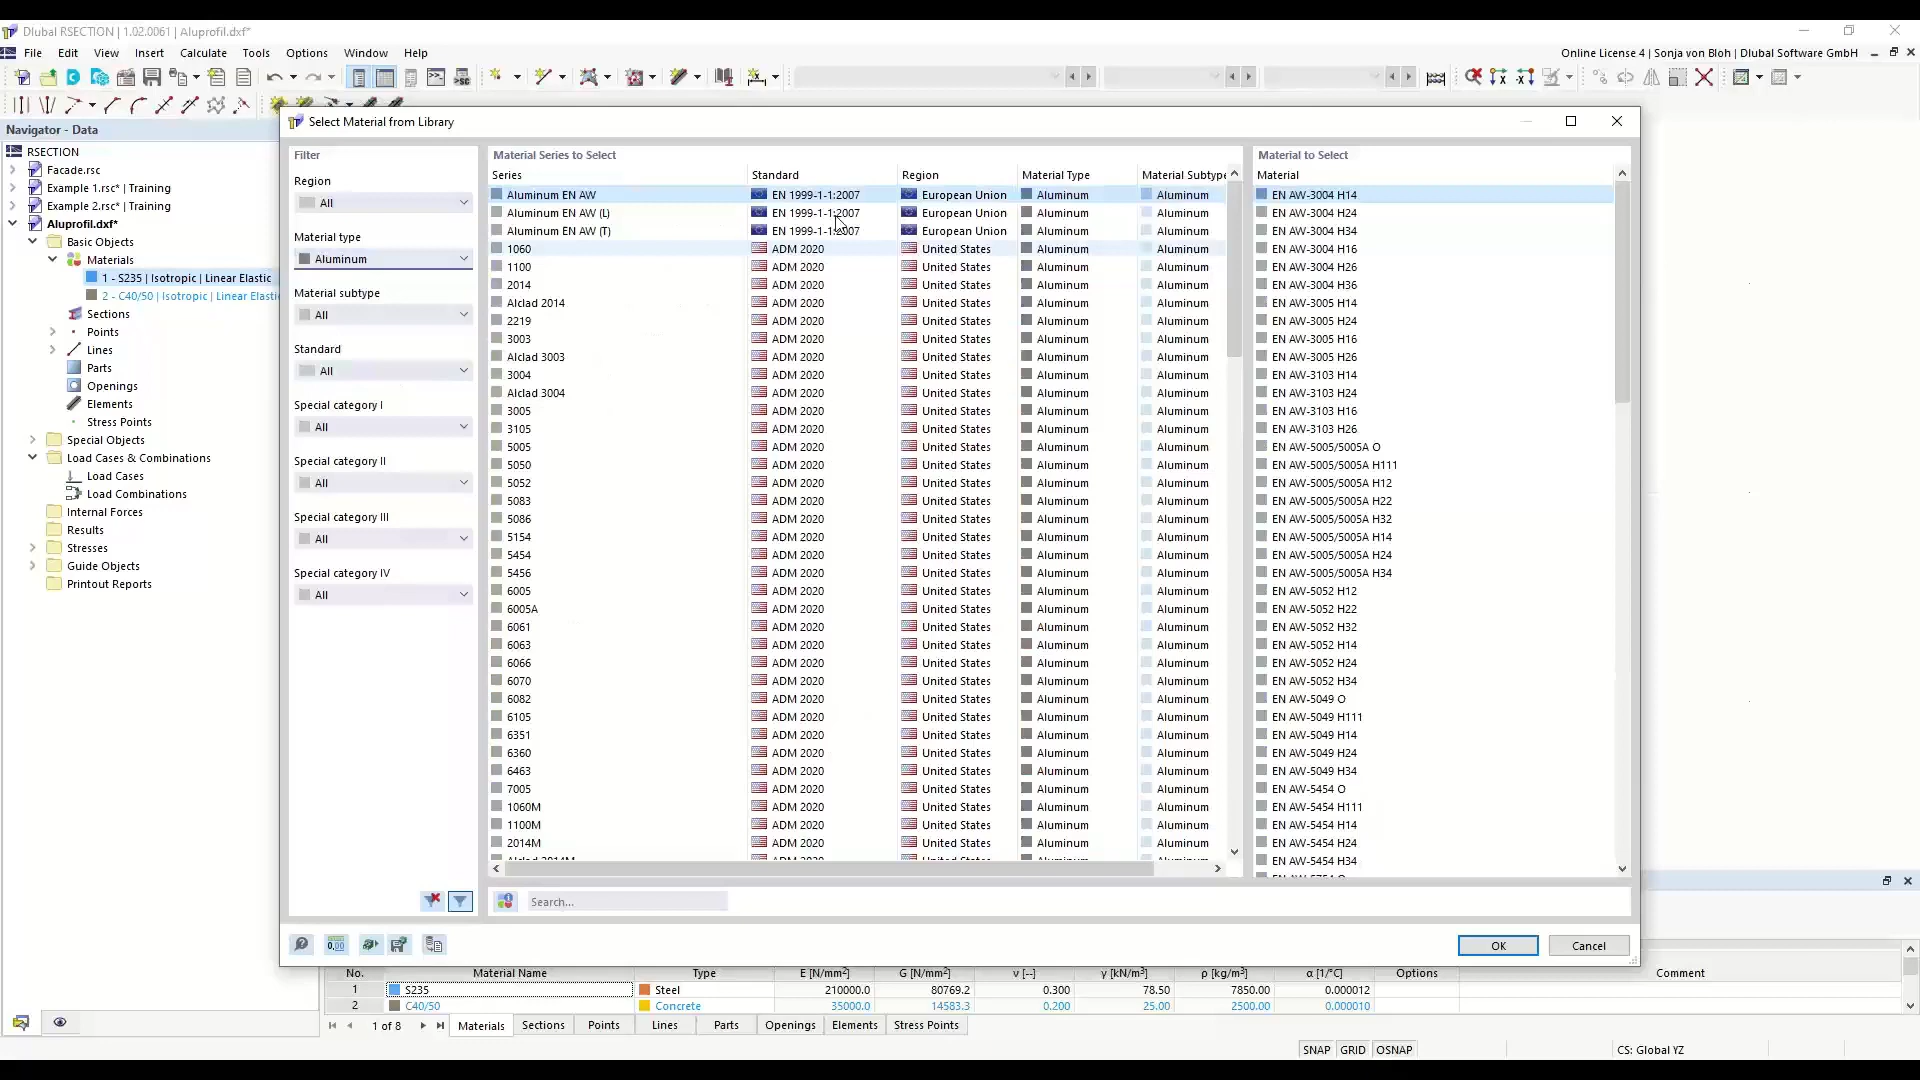 Dlubal RSECTION | 1.02.0061 | Aluprofil.dxf*
File Edit View Insert Calculate Tools Options Window Help
Online License 4 | Sonja von Bloh | Dlubal Software GmbH
Navigator - Data
RSECTION
Facade.rsc
Example 1.rsc* | Training
Example 2.rsc* | Training
Aluprofil.dxf*
Basic Objects
Materials
1 - S235 | Isotropic | Linear Elastic
2 - C40/50 | Isotropic | Linear Elasti
Sections
Points
Lines
Parts
Openings
Elements
Stress Points
Special Objects
Load Cases & Combinations
Load Cases
Load Combinations
Internal Forces
Results
Stresses
Guide Objects
Printout Reports
Select Material from Library
Filter
Region
All
Material type
Aluminum
Material subtype
All
Standard
All
Special category I
All
Special category II
All
Special category III
All
Special category IV
All
Material Series to Select
Series Standard Region Material Type Material Subtype
Aluminum EN AW EN 1999-1-1:2007 European Union Aluminum Aluminum
Aluminum EN AW (L) EN 1999-1-1:2007 European Union Aluminum Aluminum
Aluminum EN AW (T) EN 1999-1-1:2007 European Union Aluminum Aluminum
1060 ADM 2020 United States Aluminum Aluminum
1100 ADM 2020 United States Aluminum Aluminum
2014 ADM 2020 United States Aluminum Aluminum
Alclad 2014 ADM 2020 United States Aluminum Aluminum
2219 ADM 2020 United States Aluminum Aluminum
3003 ADM 2020 United States Aluminum Aluminum
Alclad 3003 ADM 2020 United States Aluminum Aluminum
3004 ADM 2020 United States Aluminum Aluminum
Alclad 3004 ADM 2020 United States Aluminum Aluminum
3005 ADM 2020 United States Aluminum Aluminum
3105 ADM 2020 United States Aluminum Aluminum
5005 ADM 2020 United States Aluminum Aluminum
5050 ADM 2020 United States Aluminum Aluminum
5052 ADM 2020 United States Aluminum Aluminum
5083 ADM 2020 United States Aluminum Aluminum
5086 ADM 2020 United States Aluminum Aluminum
5154 ADM 2020 United States Aluminum Aluminum
5454 ADM 2020 United States Aluminum Aluminum
5456 ADM 2020 United States Aluminum Aluminum
6005 ADM 2020 United States Aluminum Aluminum
6005A ADM 2020 United States Aluminum Aluminum
6061 ADM 2020 United States Aluminum Aluminum
6063 ADM 2020 United States Aluminum Aluminum
6066 ADM 2020 United States Aluminum Aluminum
6070 ADM 2020 United States Aluminum Aluminum
6082 ADM 2020 United States Aluminum Aluminum
6105 ADM 2020 United States Aluminum Aluminum
6351 ADM 2020 United States Aluminum Aluminum
6360 ADM 2020 United States Aluminum Aluminum
6463 ADM 2020 United States Aluminum Aluminum
7005 ADM 2020 United States Aluminum Aluminum
1060M ADM 2020 United States Aluminum Aluminum
1100M ADM 2020 United States Aluminum Aluminum
2014M ADM 2020 United States Aluminum Aluminum
Search...
Material to Select
Material
EN AW-3004 H14
EN AW-3004 H24
EN AW-3004 H34
EN AW-3004 H16
EN AW-3004 H26
EN AW-3004 H36
EN AW-3005 H14
EN AW-3005 H24
EN AW-3005 H16
EN AW-3005 H26
EN AW-3103 H14
EN AW-3103 H24
EN AW-3103 H16
EN AW-3103 H26
EN AW-5005/5005A O
EN AW-5005/5005A H111
EN AW-5005/5005A H12
EN AW-5005/5005A H22
EN AW-5005/5005A H32
EN AW-5005/5005A H14
EN AW-5005/5005A H24
EN AW-5005/5005A H34
EN AW-5052 H12
EN AW-5052 H22
EN AW-5052 H32
EN AW-5052 H14
EN AW-5052 H24
EN AW-5052 H34
EN AW-5049 O
EN AW-5049 H111
EN AW-5049 H14
EN AW-5049 H24
EN AW-5049 H34
EN AW-5454 O
EN AW-5454 H111
EN AW-5454 H14
EN AW-5454 H24
EN AW-5454 H34
OK Cancel
No. Material Name Type E [N/mm²] G [N/mm²] ν [--] γ [kN/m³] ρ [kg/m³] α [1/°C] Options Comment
1 S235 Steel 210000.0 80769.2 0.300 78.50 7850.00 0.000012
2 C40/50 Concrete 35000.0 14583.3 0.200 25.00 2500.00 0.000010
1 of 8 Materials Sections Points Lines Parts Openings Elements Stress Points
SNAP GRID OSNAP CS: Global YZ